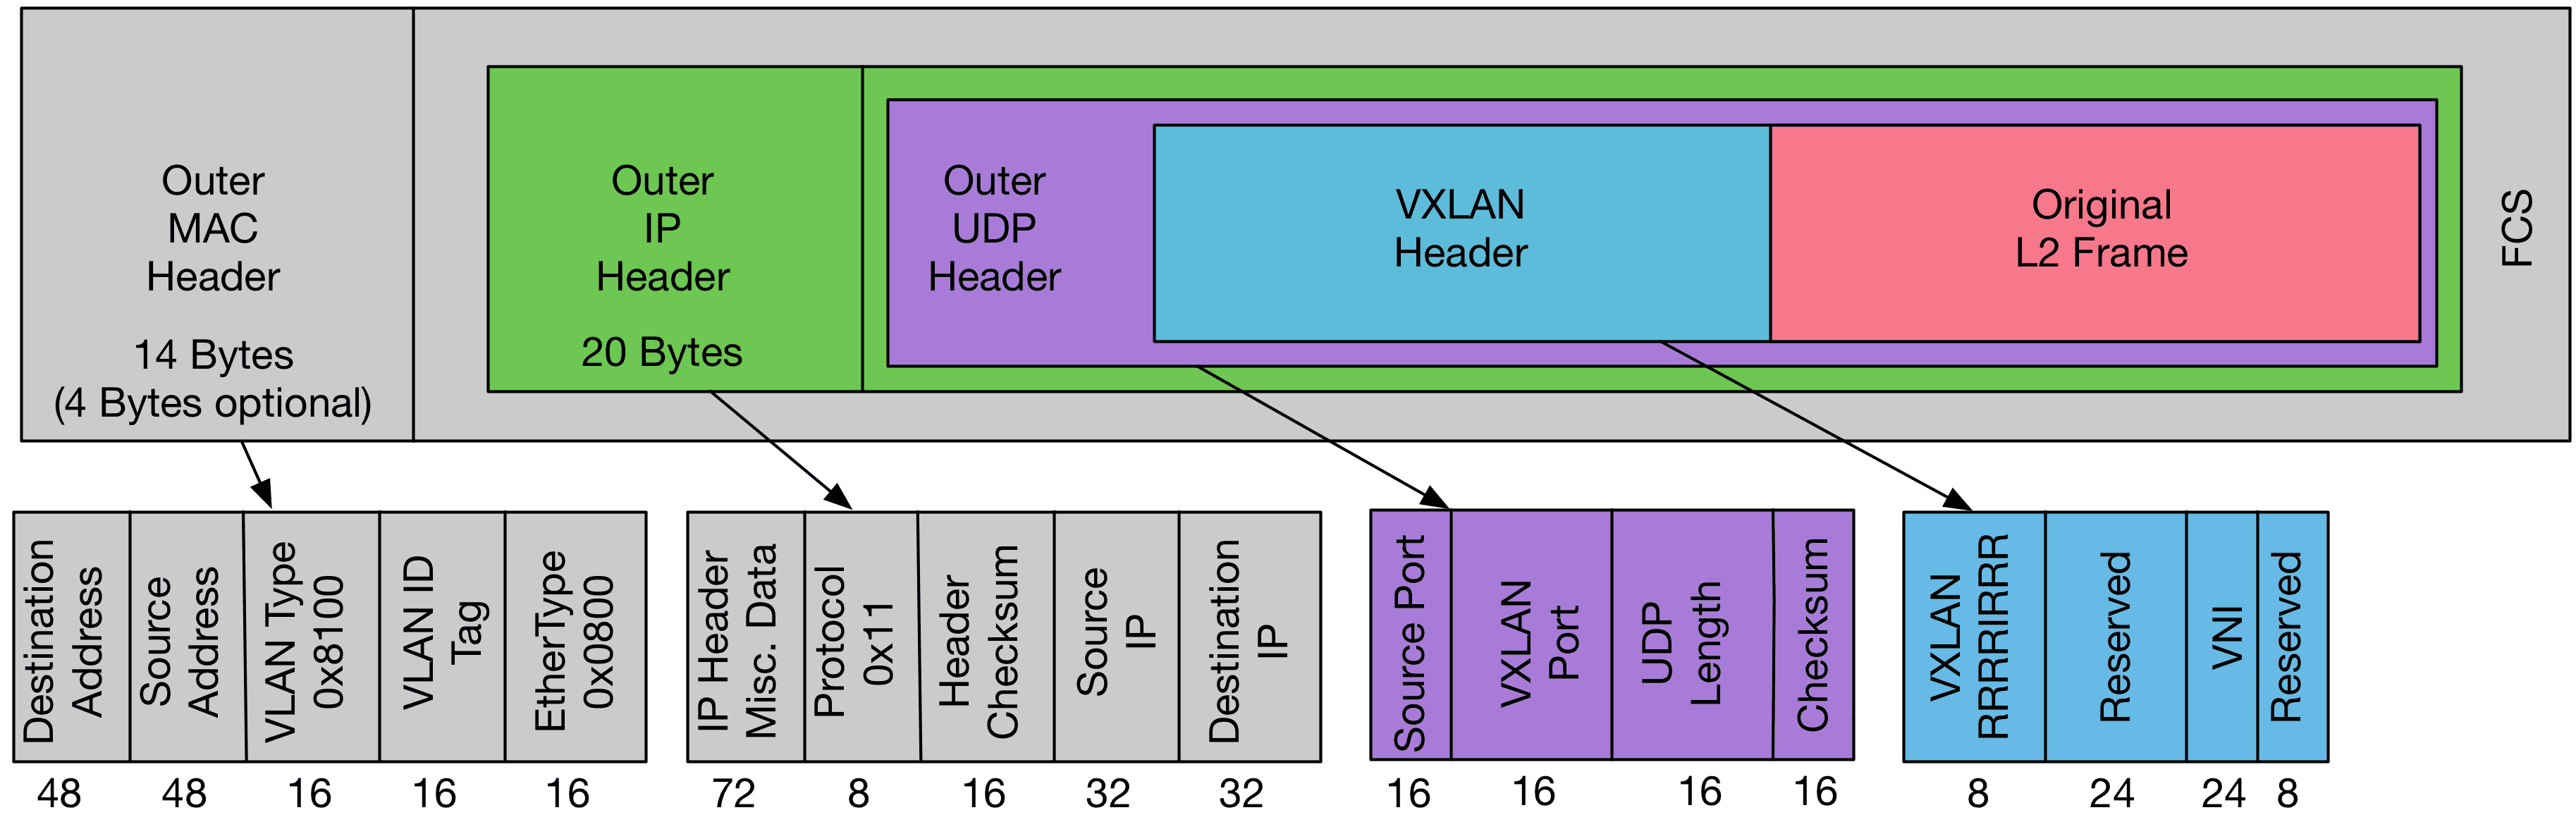 Outer
MAC
Header
14 Bytes
(4 Bytes optional)
Outer
IP
Header
20 Bytes
Outer
UDP
Header
VXLAN
Header
Original
L2 Frame
FCS
Destination
Address
Source
Address
VLAN Type
0x8100
VLAN ID
Tag
EtherType
0x0800
IP Header
Misc. Data
Protocol
0x11
Header
Checksum
Source
IP
Destination
IP
Source Port
VXLAN
Port
UDP
Length
Checksum
VXLAN
RRRRRIRRR
Reserved
VNI
Reserved
48
48
16
16
16
72
8
16
32
32
16
16
16
16
8
24
24
8